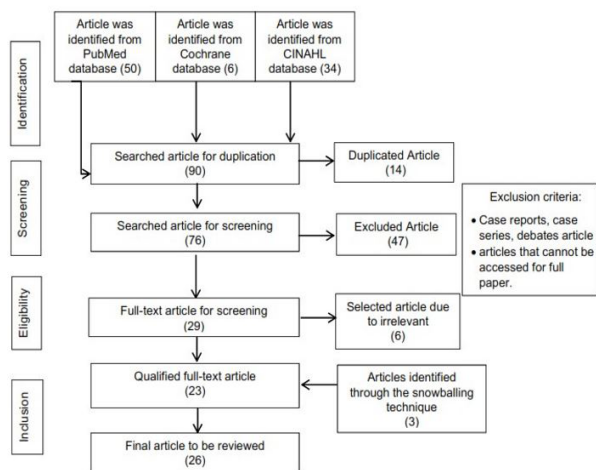 Article was
identified from
PubMed
database (50)
Article was
identified from
Cochrane
database (6)
Article was
identified from
CINAHL
database (34)
Identification
Searched article for duplication
(90)
Duplicated Article
(14)
Screening
Searched article for screening
(76)
Excluded Article
(47)
Exclusion criteria:
• Case reports, case
series, debates article
• articles that cannot be
accessed for full
paper.
Eligibility
Full-text article for screening
(29)
Selected article due
to irrelevant
(6)
Qualified full-text article
(23)
Articles identified
through the snowballing
technique
(3)
Inclusion
Final article to be reviewed
(26)